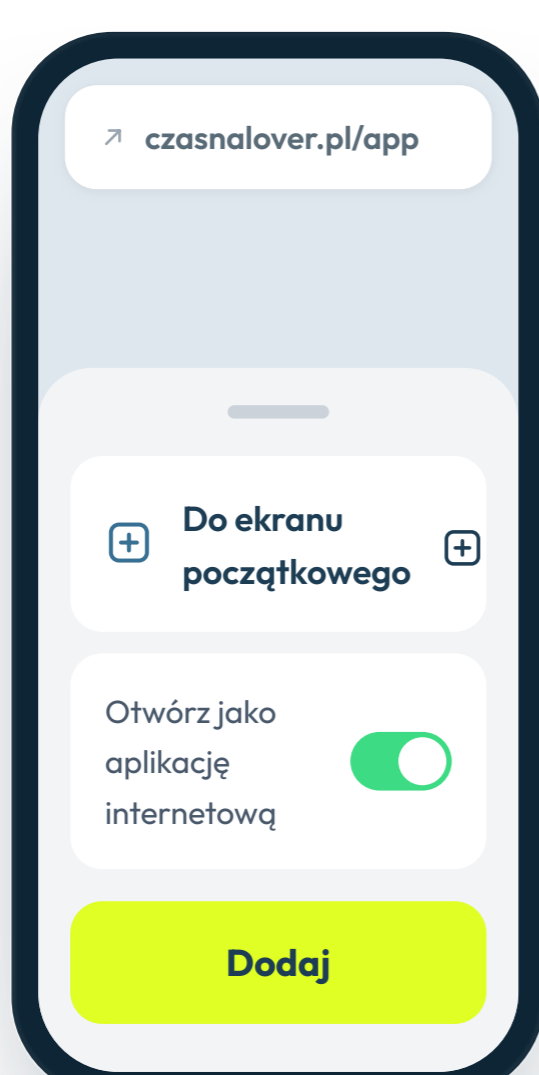 czasnalover.pl/app
Do ekranu
początkowego
Otwórz jako
aplikację
internetową
Dodaj